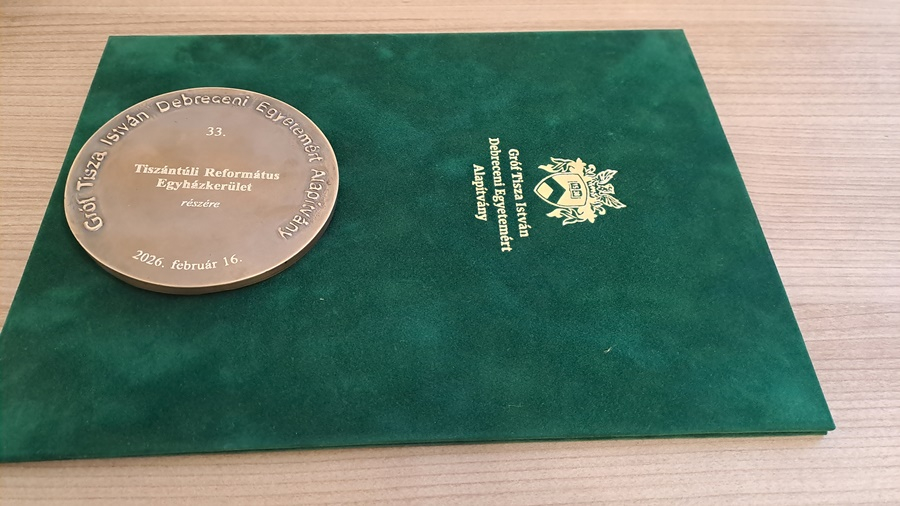 Gróf Tisza István Debreceni Egyetemért Alapítvány
33.
Tiszántúli Református
Egyházkerület
részére
2026. február 16.
Gróf Tisza István
Debreceni Egyetemért
Alapítvány